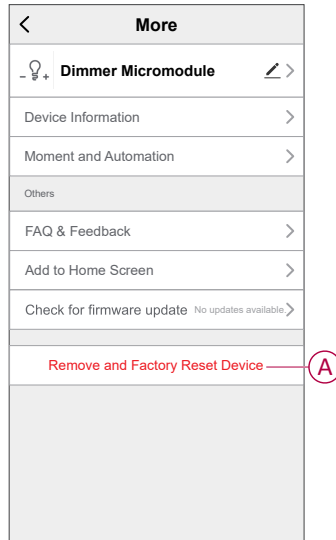 More
Dimmer Micromodule
Device Information
Moment and Automation
Others
FAQ & Feedback
Add to Home Screen
Check for firmware update No updates available.
Remove and Factory Reset Device
A